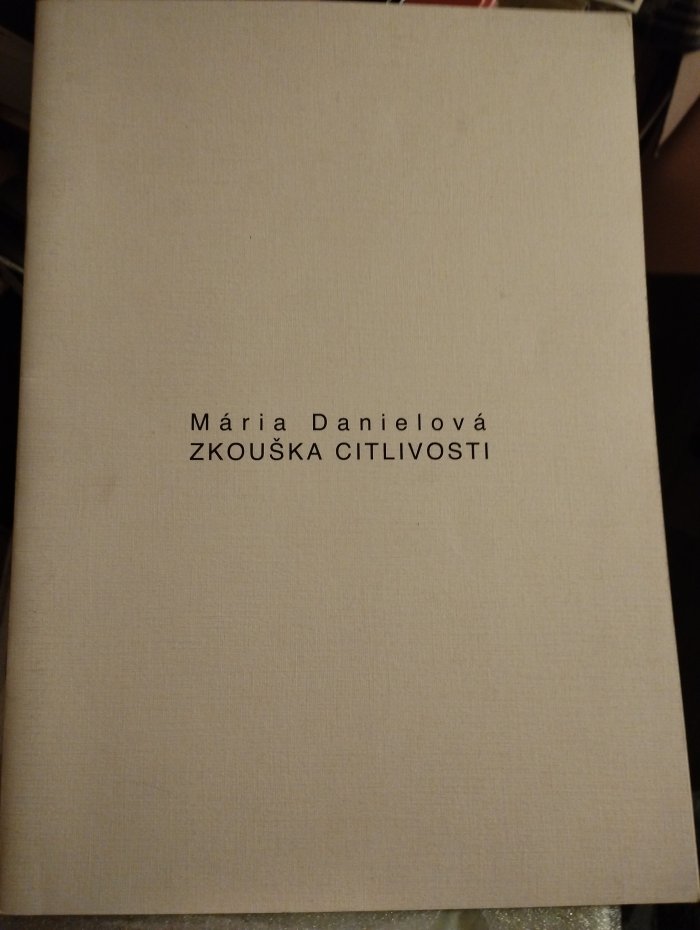 Mária Danielová
ZKOUŠKA CITLIVOSTI